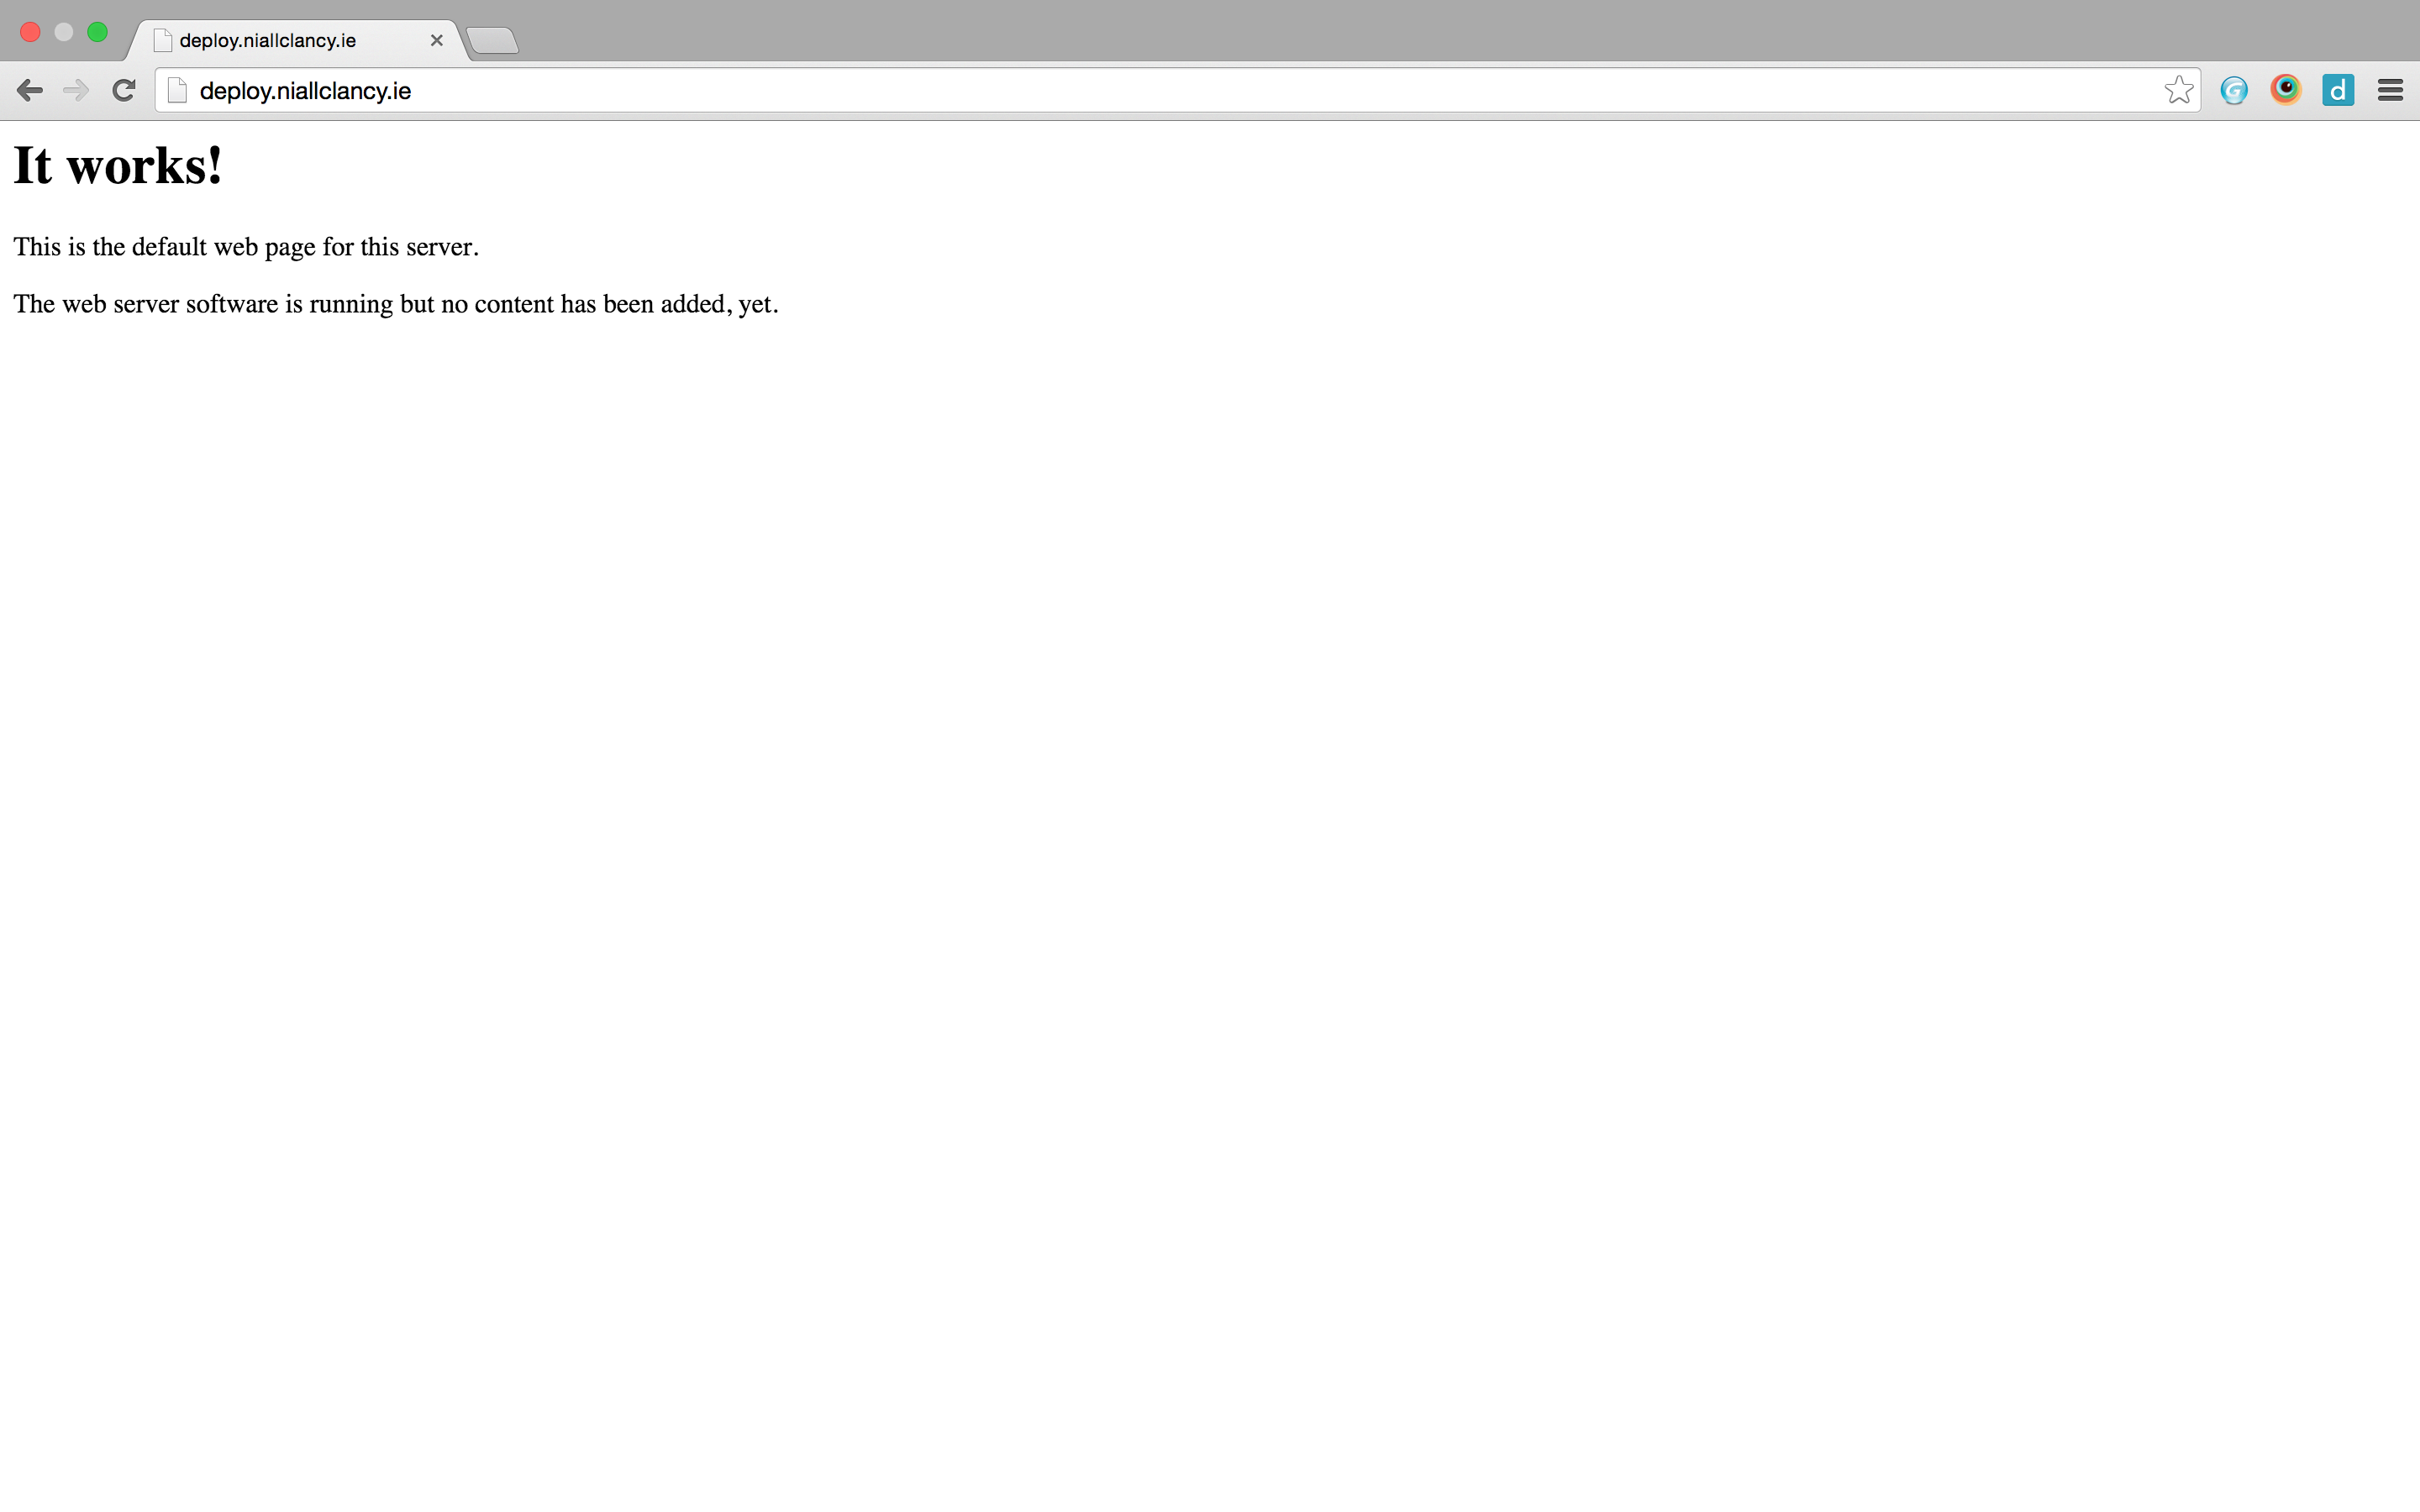 deploy.niallclancy.ie
deploy.niallclancy.ie
G
d
It works!
This is the default web page for this server.
The web server software is running but no content has been added, yet.